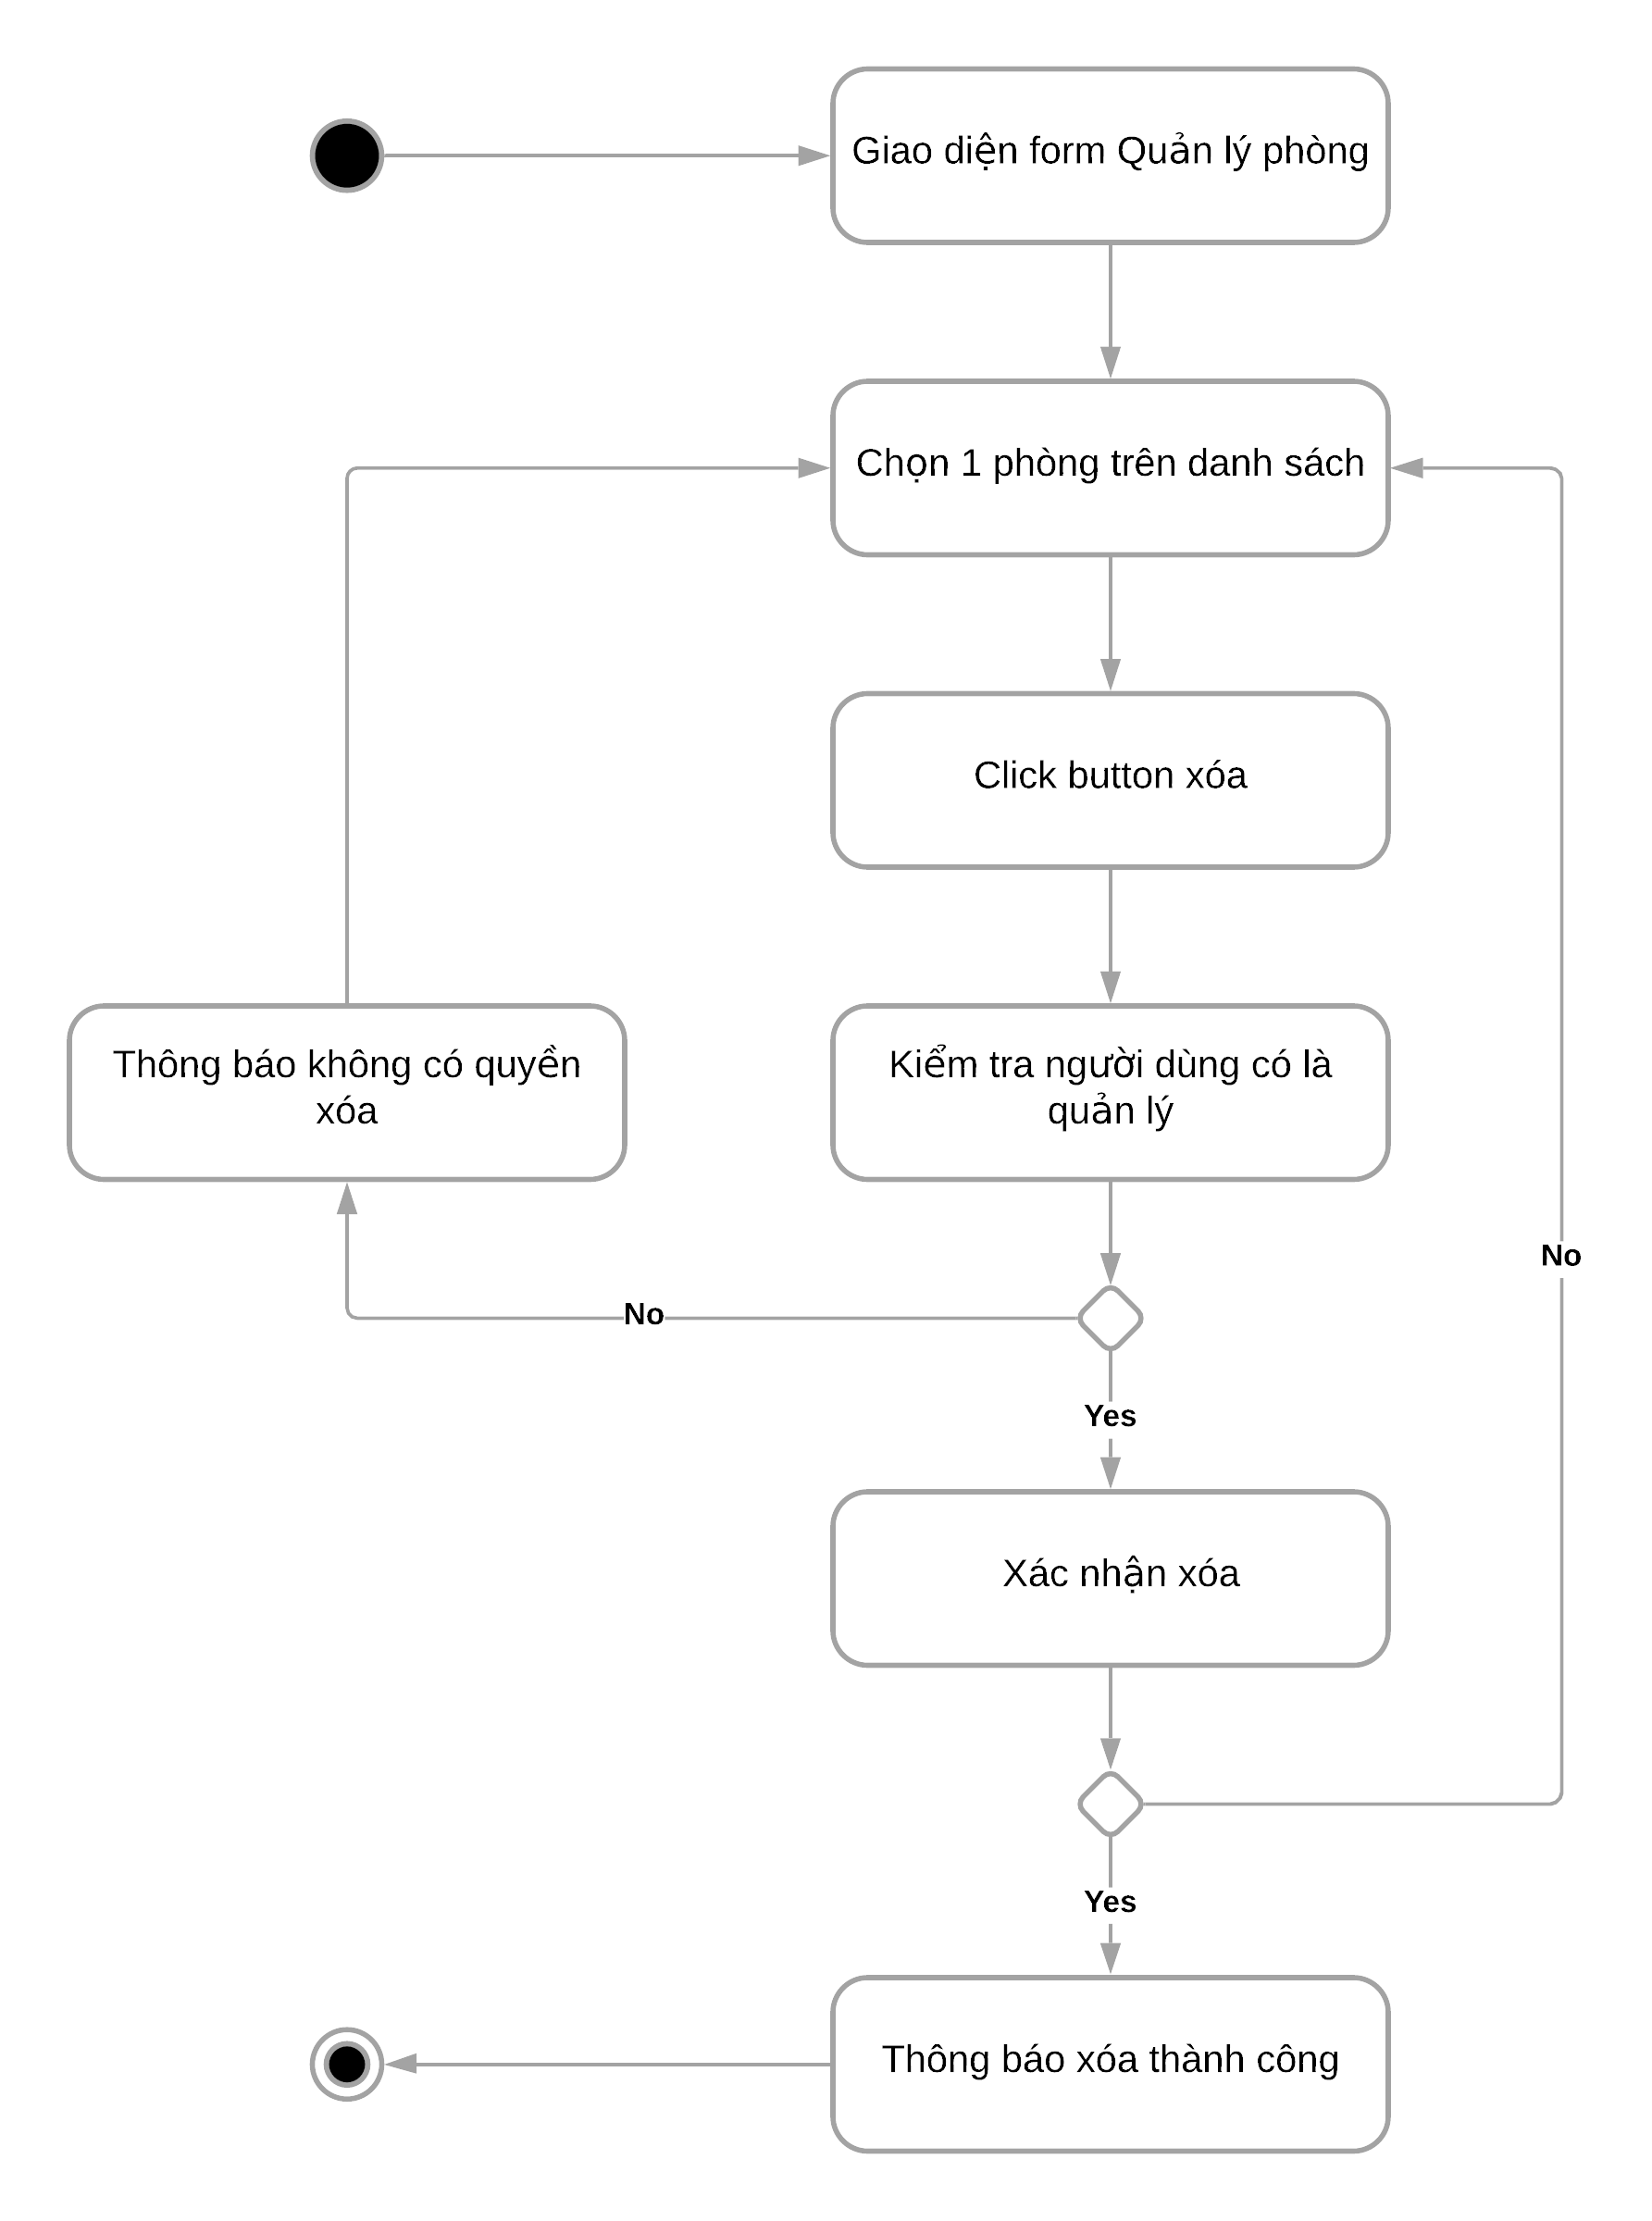 Giao diện form Quản lý phòng
Chọn 1 phòng trên danh sách
Click button xóa
Thông báo không có quyền
xóa
Kiểm tra người dùng có là
quản lý
No
No
Yes
Xác nhận xóa
Yes
Thông báo xóa thành công